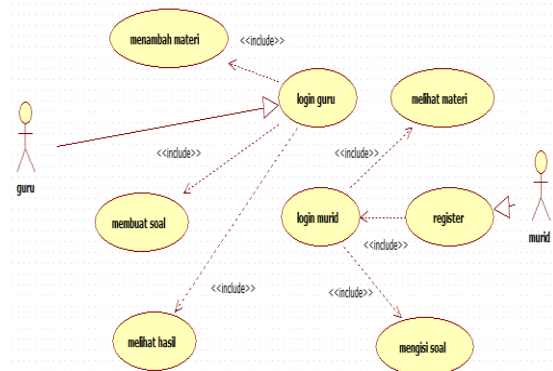 menambah materi
<<include>>
login guru
melihat materi
guru
<<include>>
<<include>>
membuat soal
login murid
register
murid
<<include>>
<<include>>
<<include>>
melihat hasil
mengisi soal